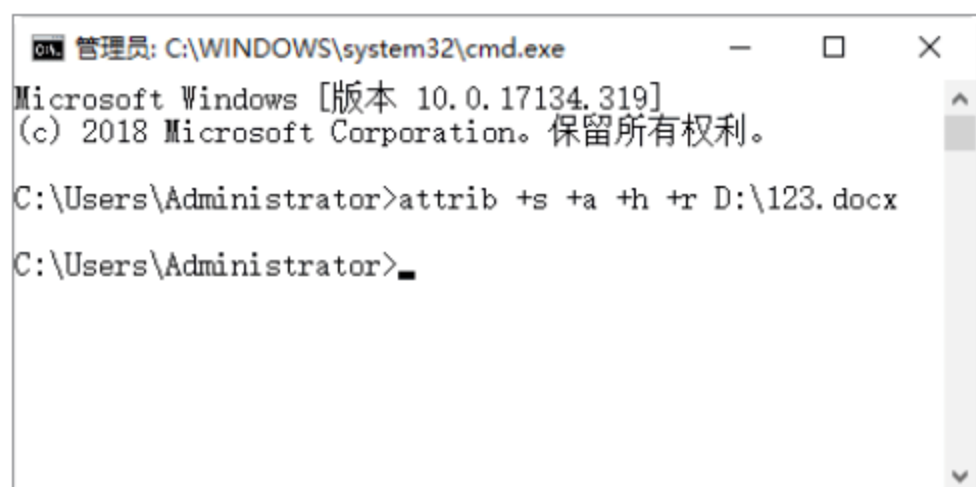 管理员: C:\WINDOWS\system32\cmd.exe
Microsoft Windows [版本 10.0.17134.319]
(c) 2018 Microsoft Corporation。保留所有权利。
C:\Users\Administrator>attrib +s +a +h +r D:\123.docx
C:\Users\Administrator>